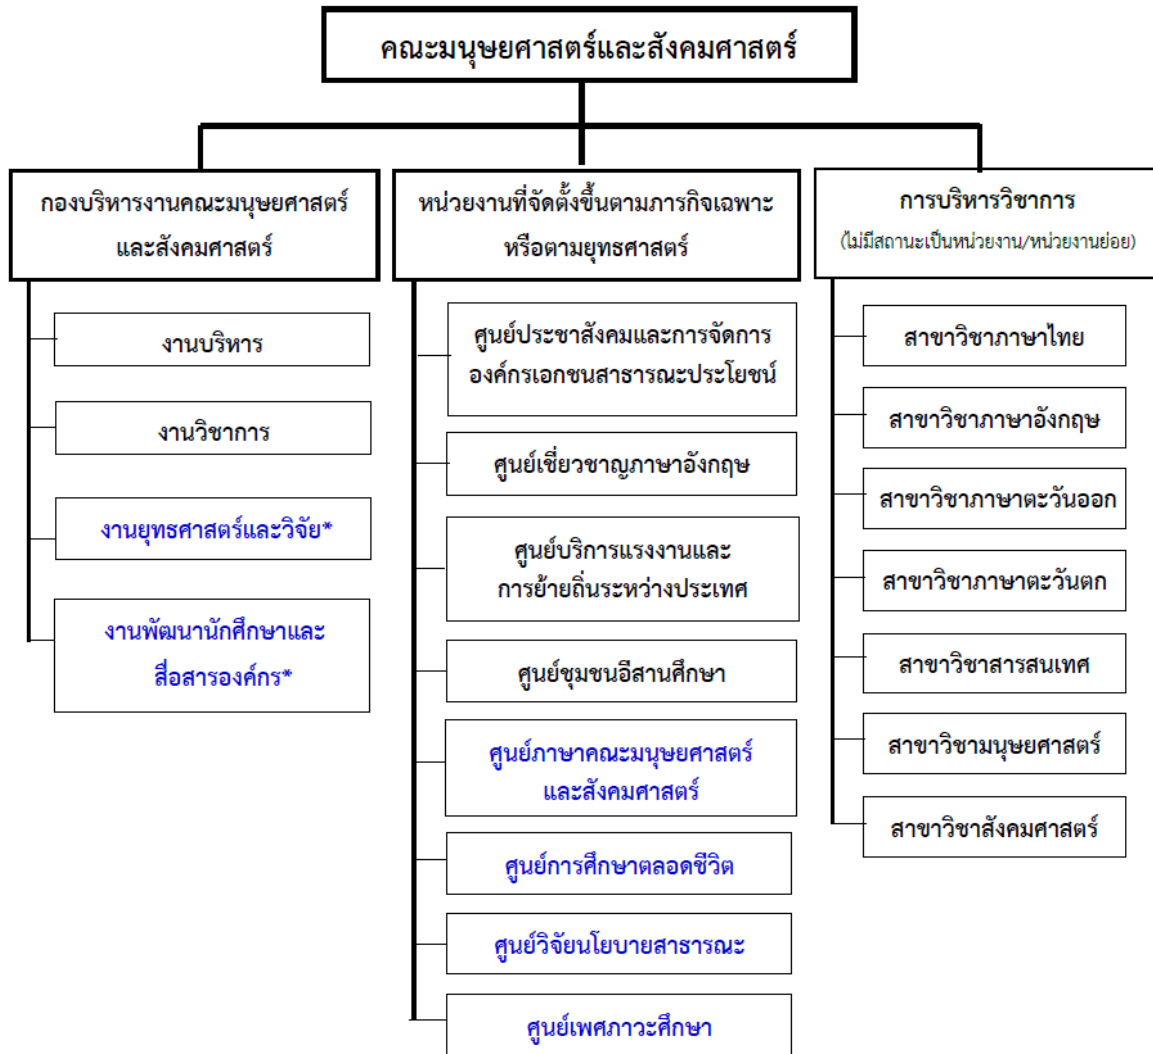 คณะมนุษยศาสตร์และสังคมศาสตร์
กองบริหารงานคณะมนุษยศาสตร์
และสังคมศาสตร์
งานบริหาร
งานวิชาการ
งานยุทธศาสตร์และวิจัย*
งานพัฒนานักศึกษาและ
สื่อสารองค์กร*
หน่วยงานที่จัดตั้งขึ้นตามภารกิจเฉพาะ
หรือตามยุทธศาสตร์
ศูนย์ประชาสังคมและการจัดการ
องค์กรเอกชนสาธารณะประโยชน์
ศูนย์เชี่ยวชาญภาษาอังกฤษ
ศูนย์บริการแรงงานและ
การย้ายถิ่นระหว่างประเทศ
ศูนย์ชุมชนอีสานศึกษา
ศูนย์ภาษาคณะมนุษยศาสตร์
และสังคมศาสตร์
ศูนย์การศึกษาตลอดชีวิต
ศูนย์วิจัยนโยบายสาธารณะ
ศูนย์เพศภาวะศึกษา
การบริหารวิชาการ
(ไม่มีสถานะเป็นหน่วยงาน/หน่วยงานย่อย)
สาขาวิชาภาษาไทย
สาขาวิชาภาษาอังกฤษ
สาขาวิชาภาษาตะวันออก
สาขาวิชาภาษาตะวันตก
สาขาวิชาสารสนเทศ
สาขาวิชามนุษยศาสตร์
สาขาวิชาสังคมศาสตร์